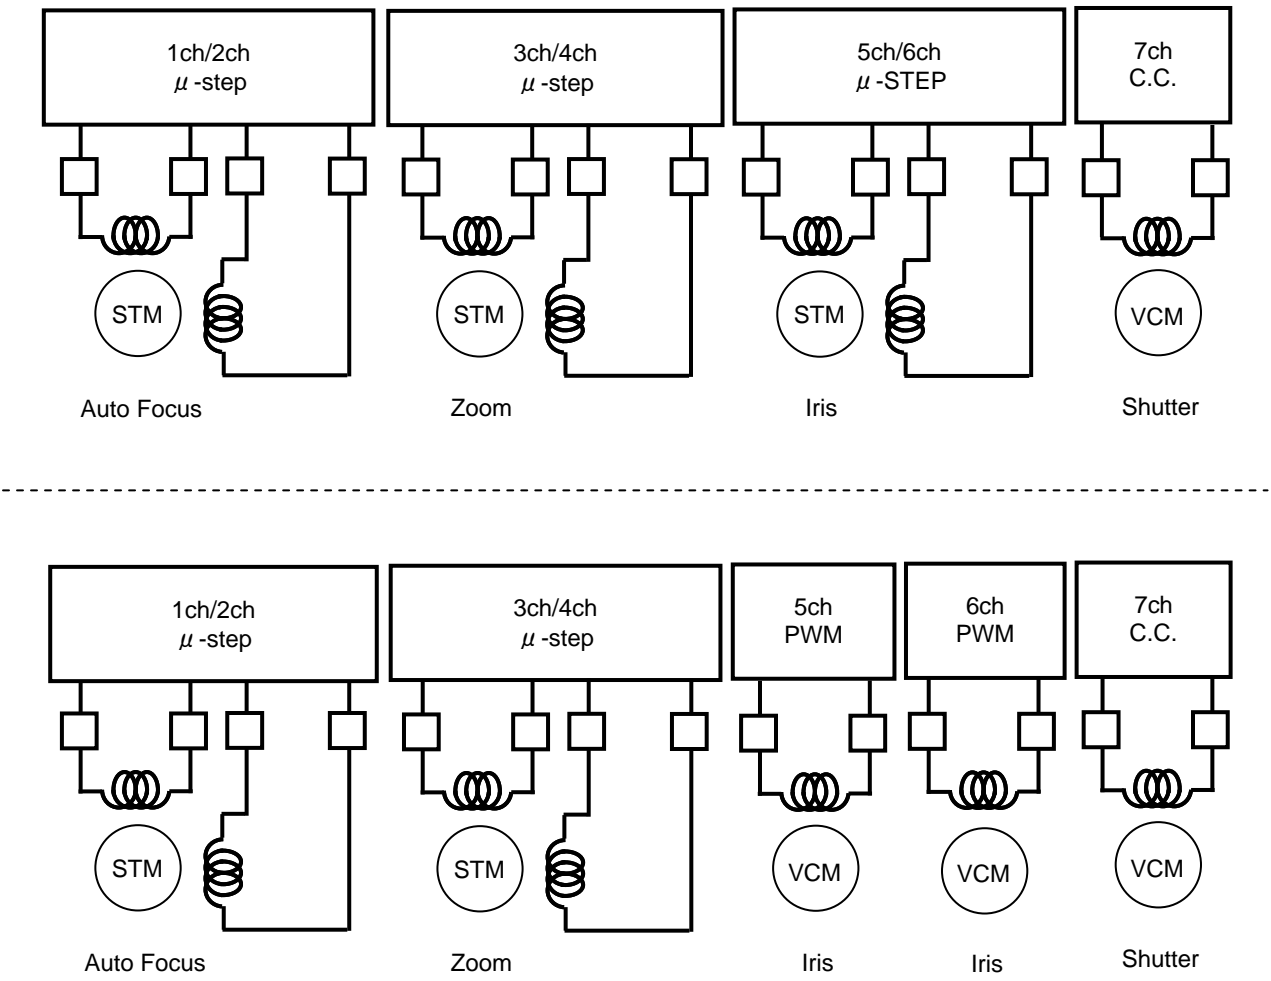 1ch/2ch
μ-step
3ch/4ch
μ-step
5ch/6ch
μ-STEP
7ch
C.C.
STM
STM
STM
VCM
Auto Focus
Zoom
Iris
Shutter
1ch/2ch
μ-step
3ch/4ch
μ-step
5ch
PWM
6ch
PWM
7ch
C.C.
STM
STM
VCM
VCM
VCM
Auto Focus
Zoom
Iris
Iris
Shutter